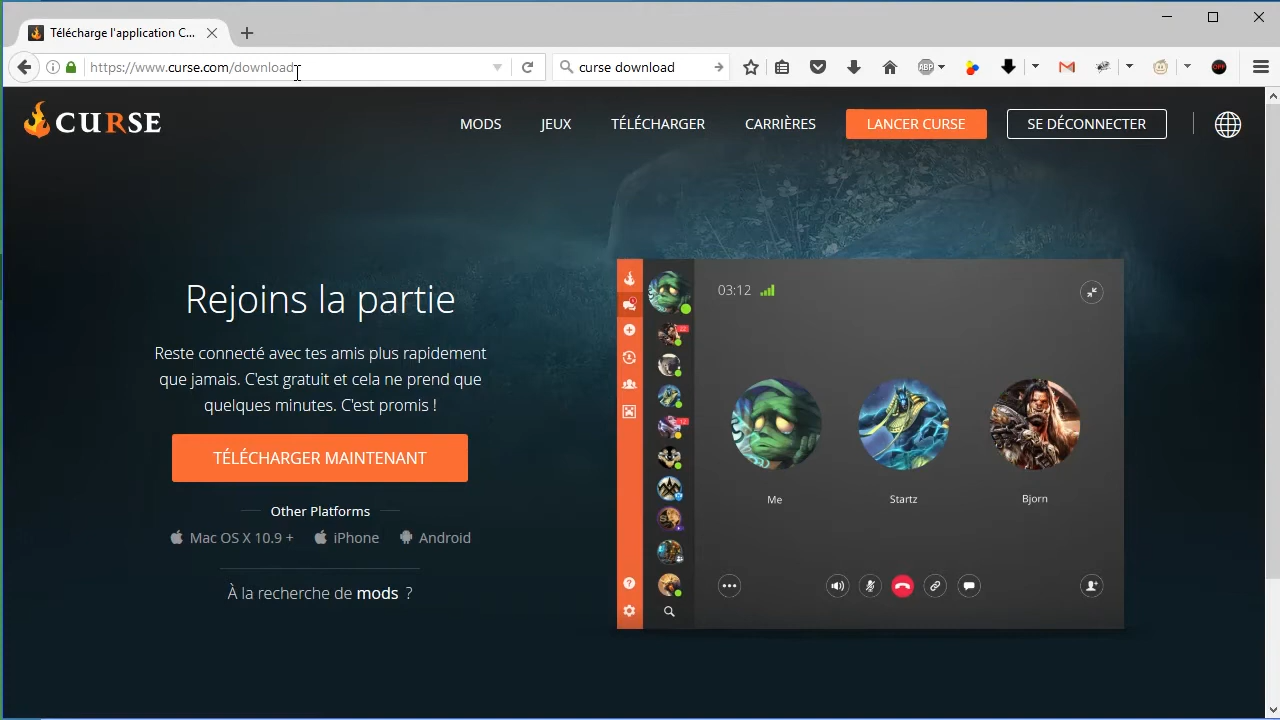 Télécharge l'application C...
https://www.curse.com/download
curse download
ABP
CURSE
MODS
JEUX
TÉLÉCHARGER
CARRIÈRES
LANCER CURSE
SE DÉCONNECTER
Rejoins la partie
Reste connecté avec tes amis plus rapidement
que jamais. C'est gratuit et cela ne prend que
quelques minutes. C'est promis !
TÉLÉCHARGER MAINTENANT
Other Platforms
Mac OS X 10.9 +
iPhone
Android
À la recherche de mods ?
03:12
Me
Startz
Bjorn